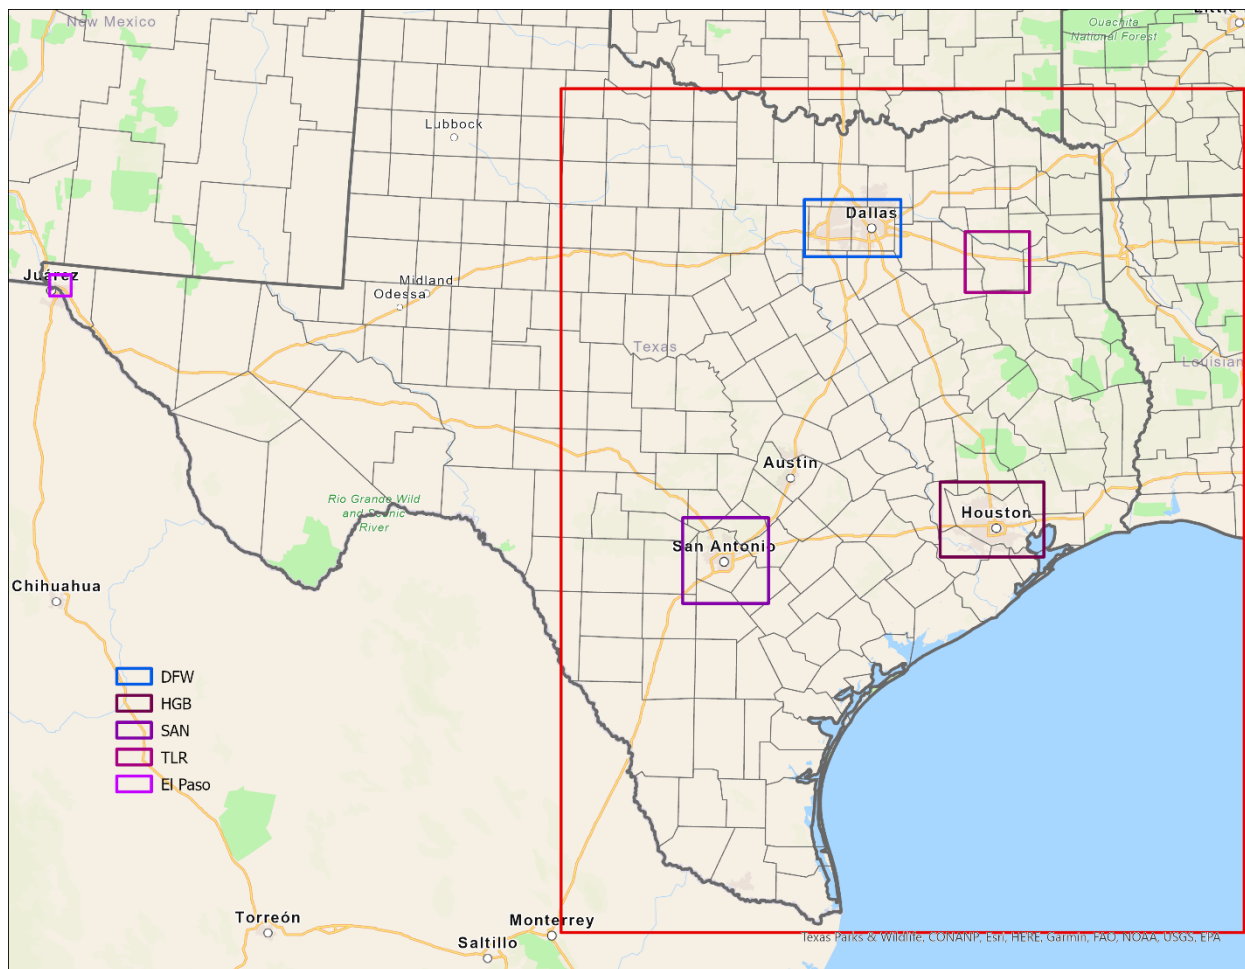 New Mexico
Ouachita
National Forest
Lubbock
Dallas
Juárez
Midland
Odessa
Texas
Louisian
Austin
Rio Grande Wild
and Scenic
River
Houston
San Antonio
Chihuahua
DFW
HGB
SAN
TLR
El Paso
Torreón
Monterrey
Saltillo
Texas Parks & Wildlife, CONANP, Esri, HERE, Garmin, FAO, NOAA, USGS, EPA